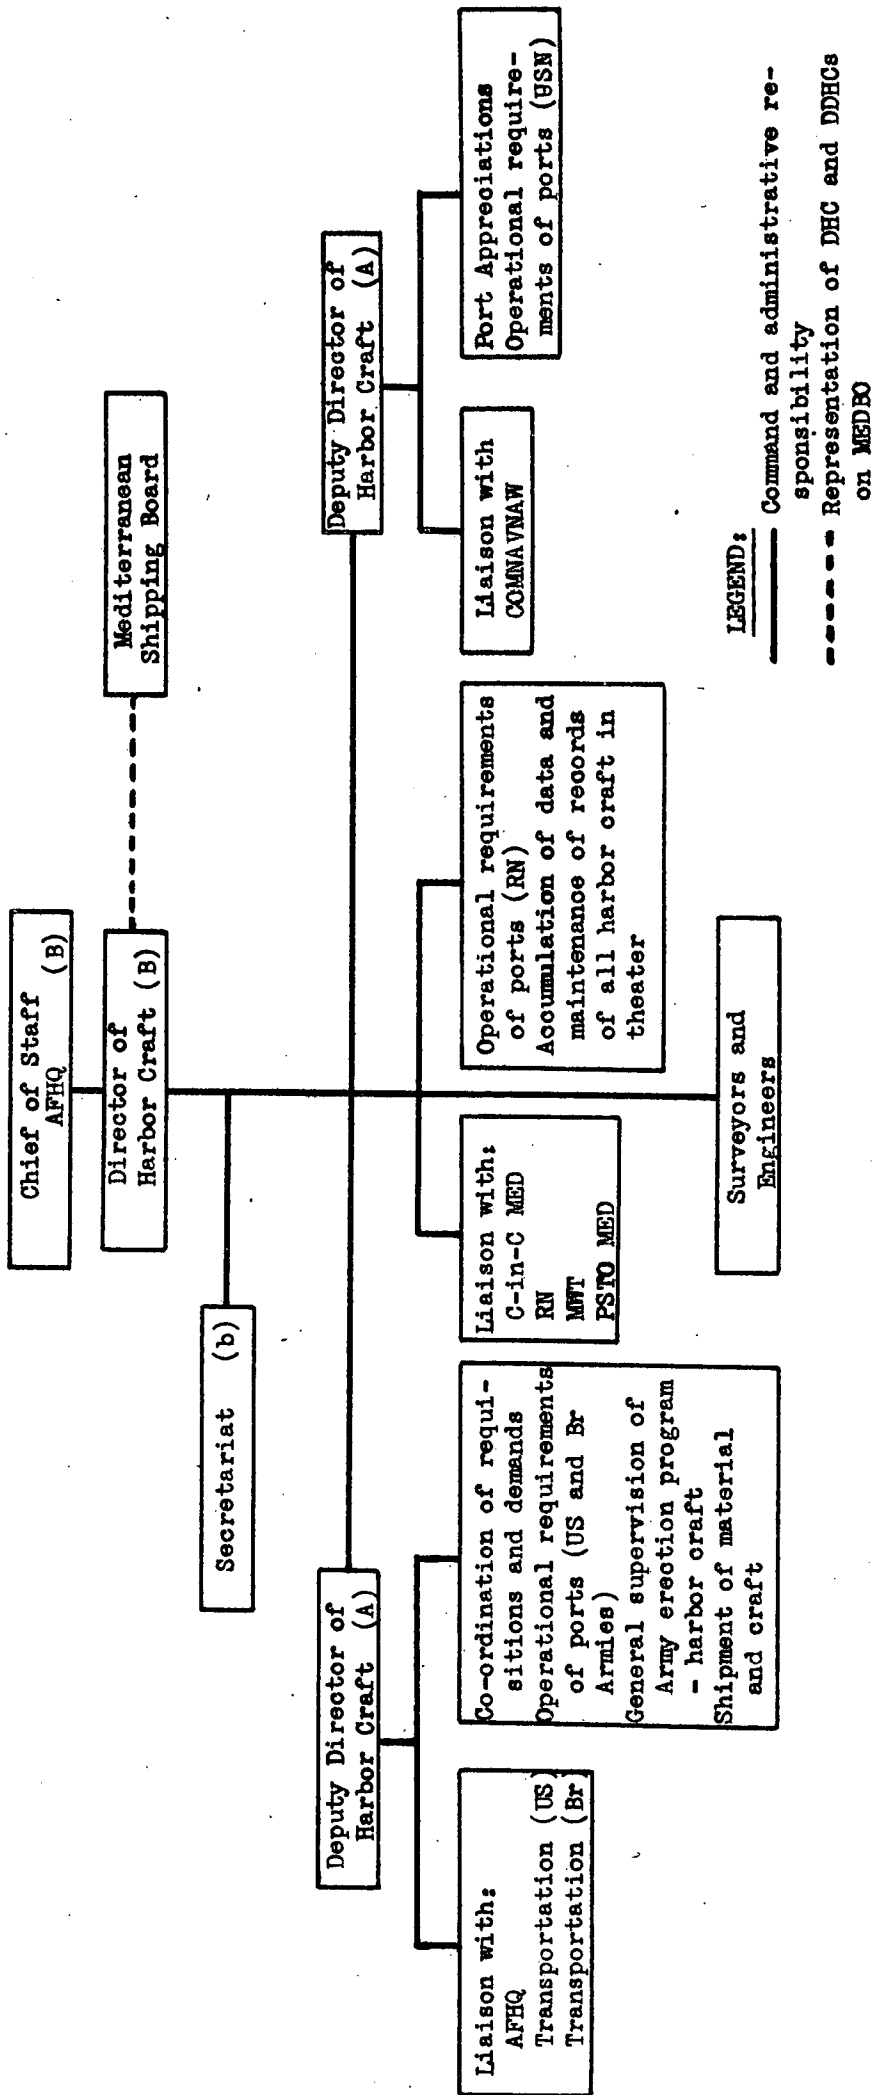 Chief of Staff
AFHQ (B)
Director of
Harbor Craft (B)
Mediterranean
Shipping Board
Secretariat (b)
Deputy Director of
Harbor Craft (A)
Deputy Director of
Harbor Craft (A)
Liaison with:
AFHQ
Transportation (US)
Transportation (Br)
Co-ordination of requi-
sitions and demands
Operational requirements
of ports (US and Br
Armies)
General supervision of
Army erection program
- harbor craft
Shipment of material
and craft
Liaison with:
C-in-C MED
RN
MWT
PSTO MED
Operational requirements
of ports (RN)
Accumulation of data and
maintenance of records
of all harbor craft in
theater
Liaison with
COMNAVNAW
Port Appreciations
Operational require-
ments of ports (USN)
Surveyors and
Engineers
LEGEND:
Command and administrative re-
sponsibility
Representation of DHC and DDHCs
on MEDBO